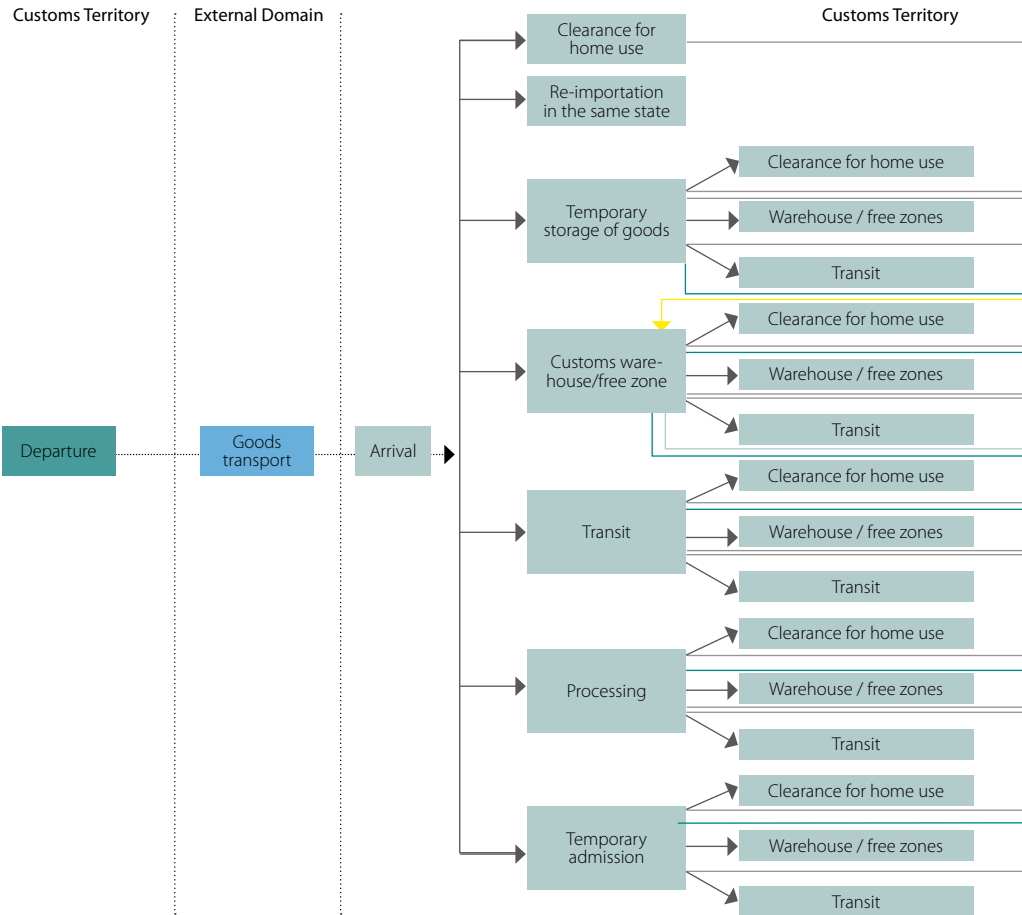 Customs Territory
External Domain
Customs Territory
Clearance for
home use
Re-importation
in the same state
Temporary
storage of goods
Clearance for home use
Warehouse / free zones
Transit
Customs ware-
house/free zone
Clearance for home use
Warehouse / free zones
Transit
Departure
Goods
transport
Arrival
Transit
Clearance for home use
Warehouse / free zones
Transit
Processing
Clearance for home use
Warehouse / free zones
Transit
Temporary
admission
Clearance for home use
Warehouse / free zones
Transit